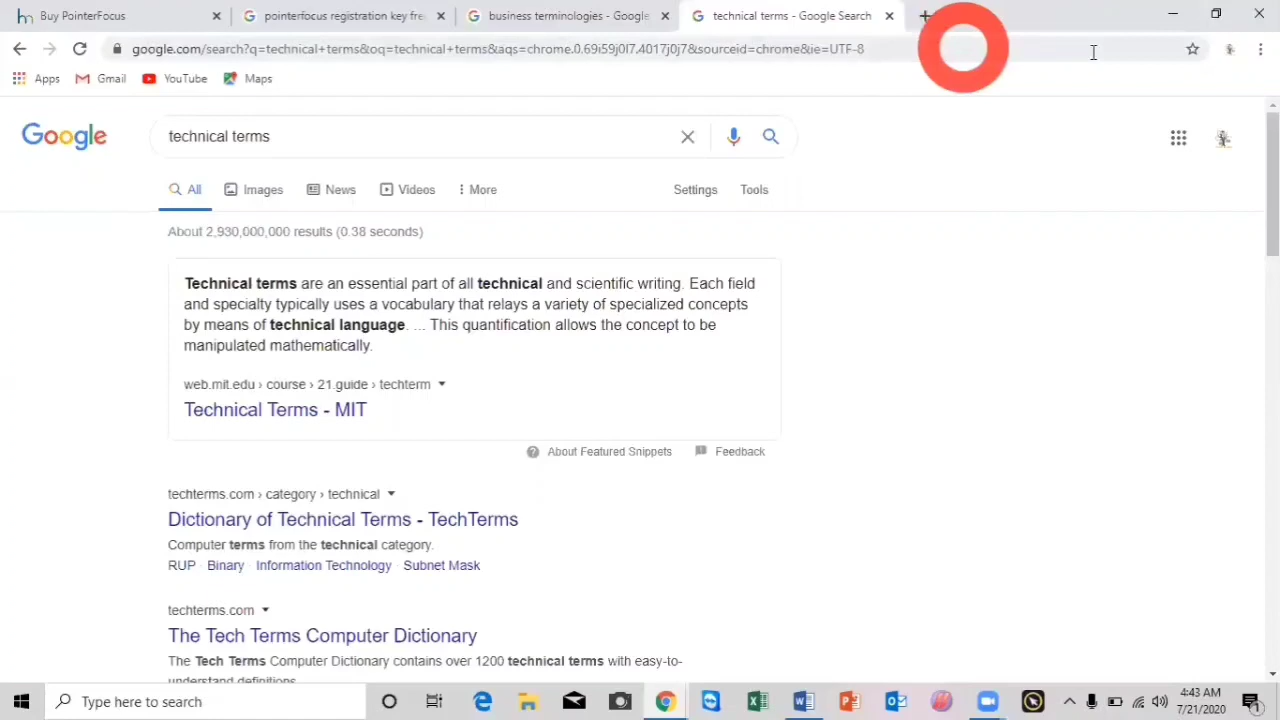 Buy PointerFocus
pointerfocus registration key fre
business terminologies - Google
technical terms - Google Search
google.com/search?q=technical+terms&oq=technical+terms&aqs=chrome.0.69i59j0l7.4017j0j7&sourceid=chrome&ie=UTF-8
Apps Gmail YouTube Maps
Google technical terms
All Images News Videos More Settings Tools
About 2,930,000,000 results (0.38 seconds)
Technical terms are an essential part of all technical and scientific writing. Each field
and specialty typically uses a vocabulary that relays a variety of specialized concepts
by means of technical language. ... This quantification allows the concept to be
manipulated mathematically.
web.mit.edu › course › 21.guide › techterm
Technical Terms - MIT
About Featured Snippets Feedback
techterms.com › category › technical
Dictionary of Technical Terms - TechTerms
Computer terms from the technical category.
RUP · Binary · Information Technology · Subnet Mask
techterms.com
The Tech Terms Computer Dictionary
The Tech Terms Computer Dictionary contains over 1200 technical terms with easy-to-
understand definitions
Type here to search
4:43 AM
7/21/2020